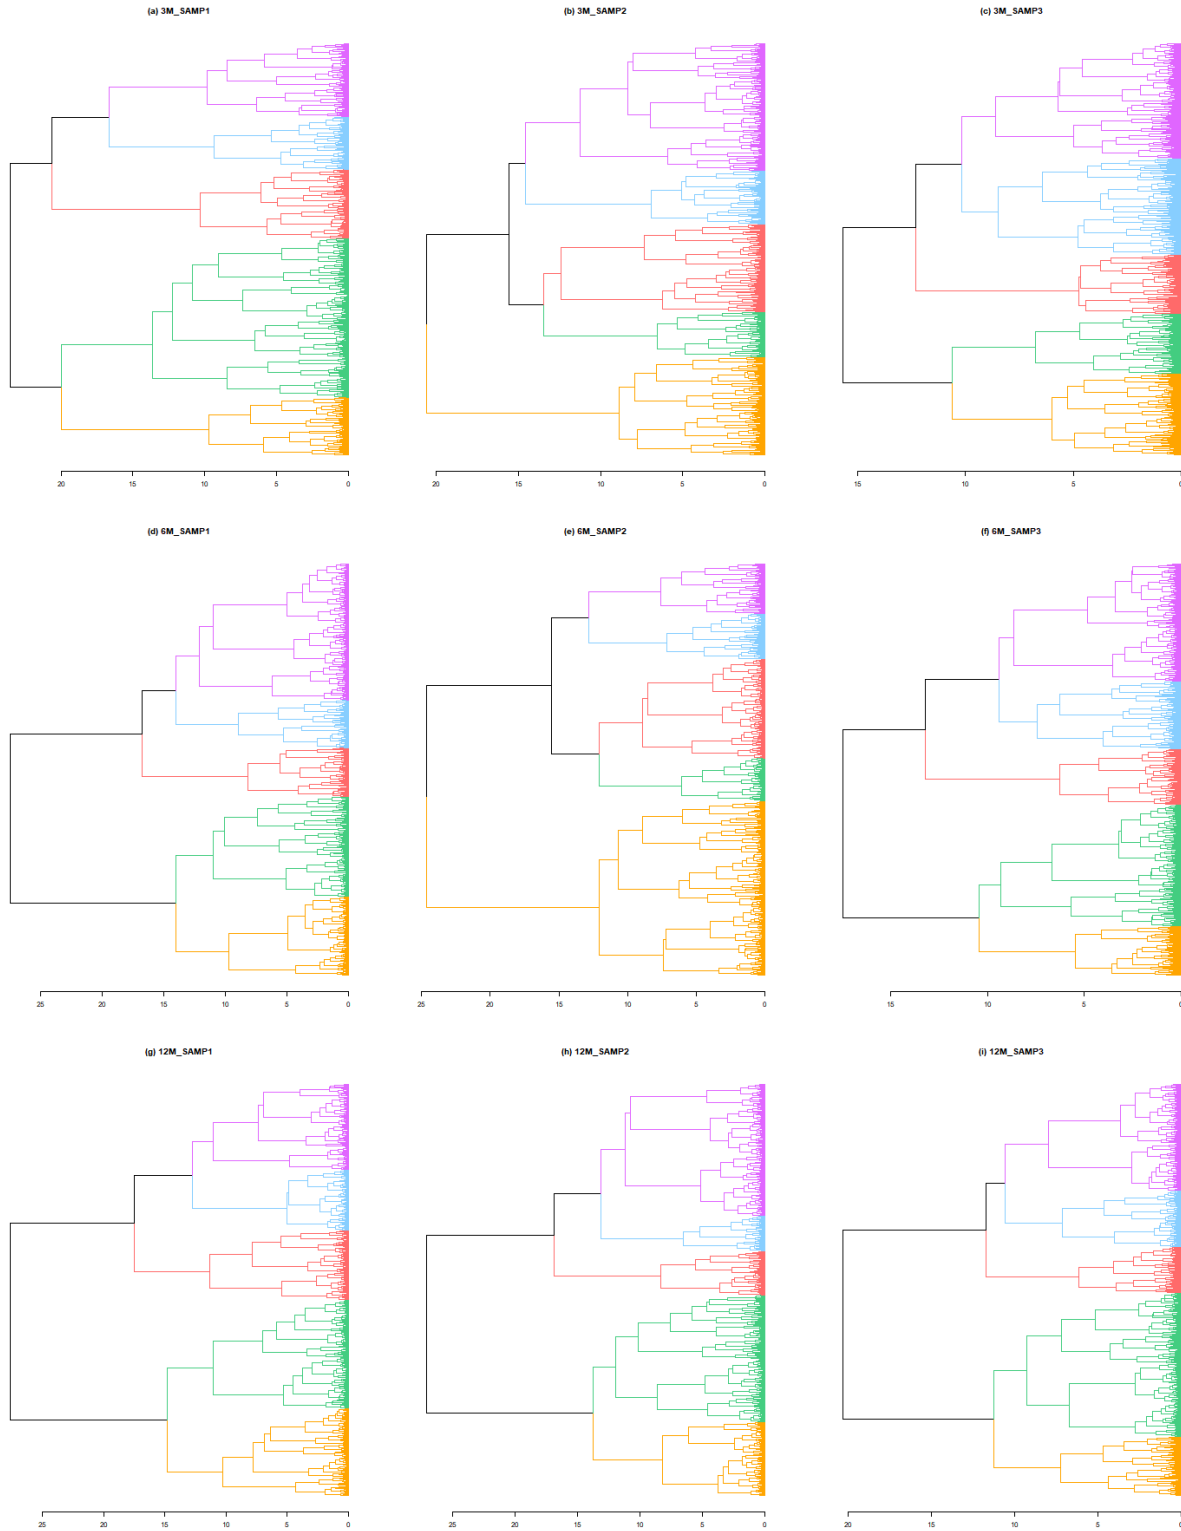 (a) 3M_SAMP1
(b) 3M_SAMP2
(c) 3M_SAMP3
20 15 10 5 0
20 15 10 5 0
15 10 5 0
(d) 6M_SAMP1
(e) 6M_SAMP2
(f) 6M_SAMP3
25 20 15 10 5 0
25 20 15 10 5 0
15 10 5 0
(g) 12M_SAMP1
(h) 12M_SAMP2
(i) 12M_SAMP3
25 20 15 10 5 0
25 20 15 10 5 0
20 15 10 5 0